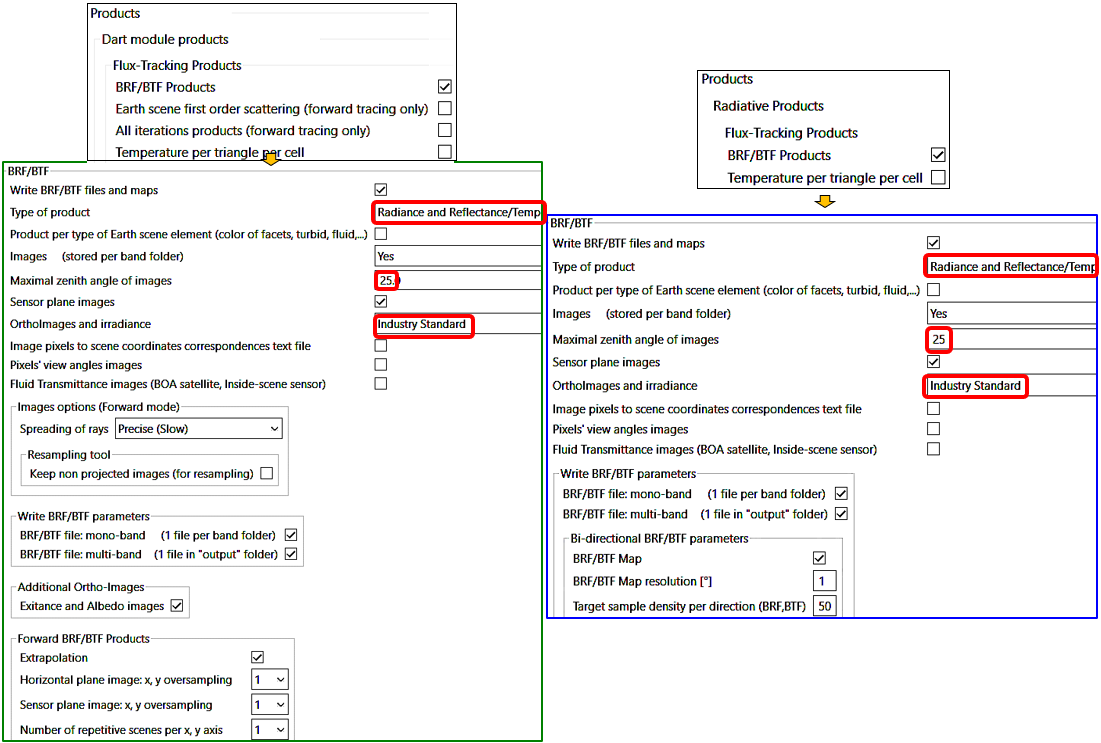 Products
Dart module products
Flux-Tracking Products
BRF/BTF Products
Earth scene first order scattering (forward tracing only)
All iterations products (forward tracing only)
Temperature per triangle per cell
BRF/BTF
Write BRF/BTF files and maps
Type of product Radiance and Reflectance/Temp
Product per type of Earth scene element (color of facets, turbid, fluid,...)
Images (stored per band folder) Yes
Maximal zenith angle of images 25.
Sensor plane images
OrthoImages and irradiance Industry Standard
Image pixels to scene coordinates correspondences text file
Pixels' view angles images
Fluid Transmittance images (BOA satellite, Inside-scene sensor)
Images options (Forward mode)
Spreading of rays Precise (Slow)
Resampling tool
Keep non projected images (for resampling)
Write BRF/BTF parameters
BRF/BTF file: mono-band (1 file per band folder)
BRF/BTF file: multi-band (1 file in "output" folder)
Additional Ortho-Images
Exitance and Albedo images
Forward BRF/BTF Products
Extrapolation
Horizontal plane image: x, y oversampling 1
Sensor plane image: x, y oversampling 1
Number of repetitive scenes per x, y axis 1
Products
Radiative Products
Flux-Tracking Products
BRF/BTF Products
Temperature per triangle per cell
BRF/BTF
Write BRF/BTF files and maps
Type of product Radiance and Reflectance/Temp
Product per type of Earth scene element (color of facets, turbid, fluid,...)
Images (stored per band folder) Yes
Maximal zenith angle of images 25
Sensor plane images
OrthoImages and irradiance Industry Standard
Image pixels to scene coordinates correspondences text file
Pixels' view angles images
Fluid Transmittance images (BOA satellite, Inside-scene sensor)
Write BRF/BTF parameters
BRF/BTF file: mono-band (1 file per band folder)
BRF/BTF file: multi-band (1 file in "output" folder)
Bi-directional BRF/BTF parameters
BRF/BTF Map
BRF/BTF Map resolution [°] 1
Target sample density per direction (BRF,BTF) 50